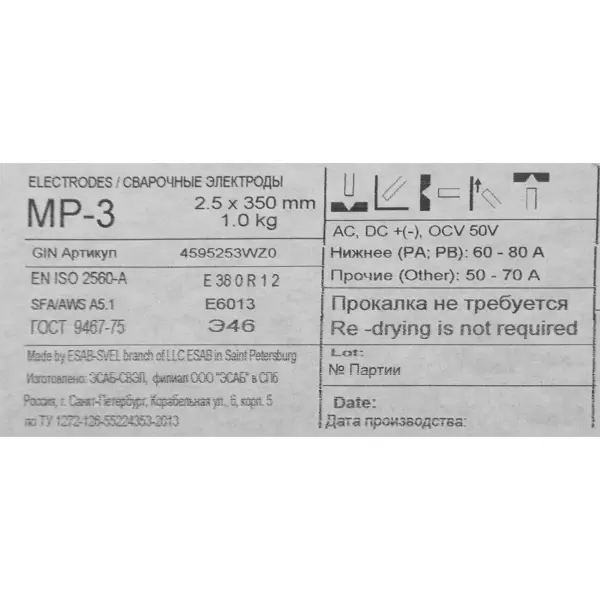 ELECTRODES / СВАРОЧНЫЕ ЭЛЕКТРОДЫ
МР-3
2.5 x 350 mm
1.0 kg
GIN Артикул 4595253WZ0
EN ISO 2560-A E 38 0 R 1 2
SFA/AWS A5.1 E6013
ГОСТ 9467-75 Э46
Made by ESAB-SVEL branch of LLC ESAB in Saint Petersburg
Изготовлено: ЭСАБ-СВЭЛ, филиал ООО "ЭСАБ" в СПб
Россия, г. Санкт-Петербург, Корабельная ул., 6, корп. 5
по ТУ 1272-126-55224353-2013
AC, DC +(-), OCV 50V
Нижнее (PA; PB): 60 - 80 A
Прочие (Other): 50 - 70 A
Прокалка не требуется
Re -drying is not required
Lot:
№ Партии
Date:
Дата производства: